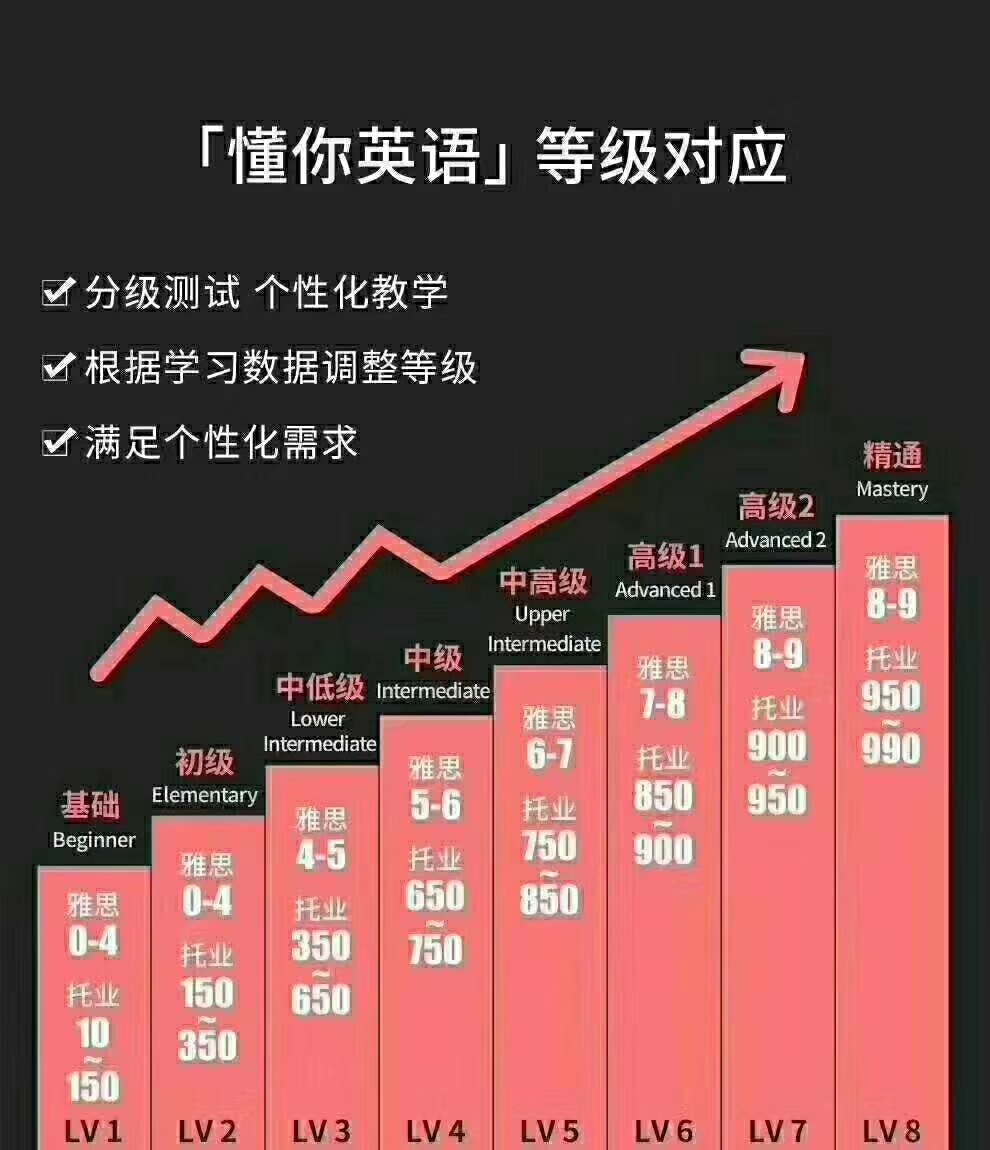 「懂你英语」等级对应
分级测试 个性化教学
根据学习数据调整等级
满足个性化需求
基础
Beginner
雅思
0-4
托业
10
~
150
LV 1
初级
Elementary
雅思
0-4
托业
150
~
350
LV 2
中低级
Lower
Intermediate
雅思
4-5
托业
350
~
650
LV 3
中级
Intermediate
雅思
5-6
托业
650
~
750
LV 4
中高级
Upper
Intermediate
雅思
6-7
托业
750
~
850
LV 5
高级1
Advanced 1
雅思
7-8
托业
850
~
900
LV 6
高级2
Advanced 2
雅思
8-9
托业
900
~
950
LV 7
精通
Mastery
雅思
8-9
托业
950
~
990
LV 8